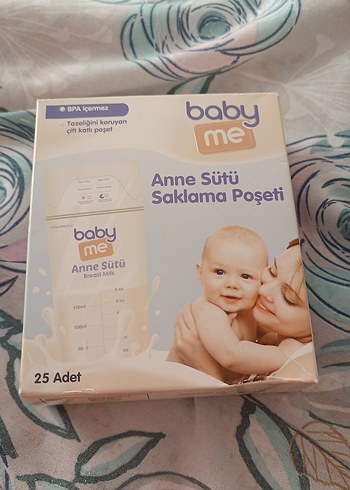 BPA İçermez
Tazeliğini koruyan
çift katlı poşet
baby
me
Anne Sütü
Saklama Poşeti
baby
me
Anne Sütü
Breast Milk
25 Adet